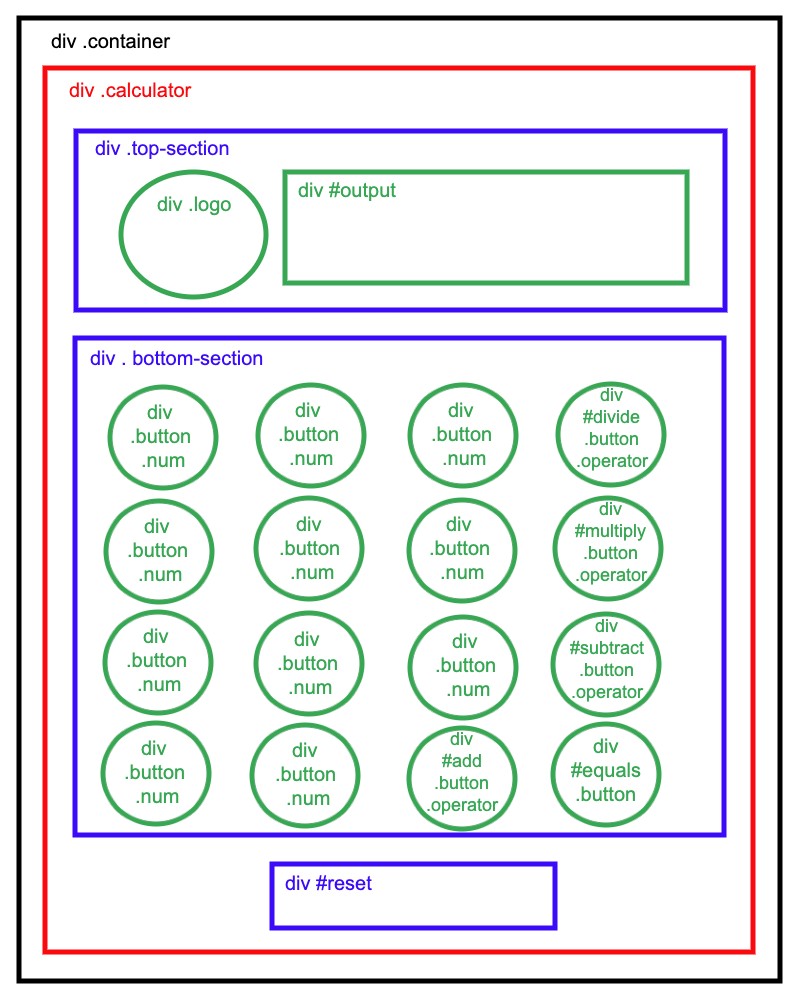 div .container
div .calculator
div .top-section
div .logo
div #output
div . bottom-section
div
.button
.num
div
.button
.num
div
.button
.num
div
#divide
.button
.operator
div
.button
.num
div
.button
.num
div
.button
.num
div
#multiply
.button
.operator
div
.button
.num
div
.button
.num
div
.button
.num
div
#subtract
.button
.operator
div
.button
.num
div
.button
.num
div
#add
.button
.operator
div
#equals
.button
div #reset